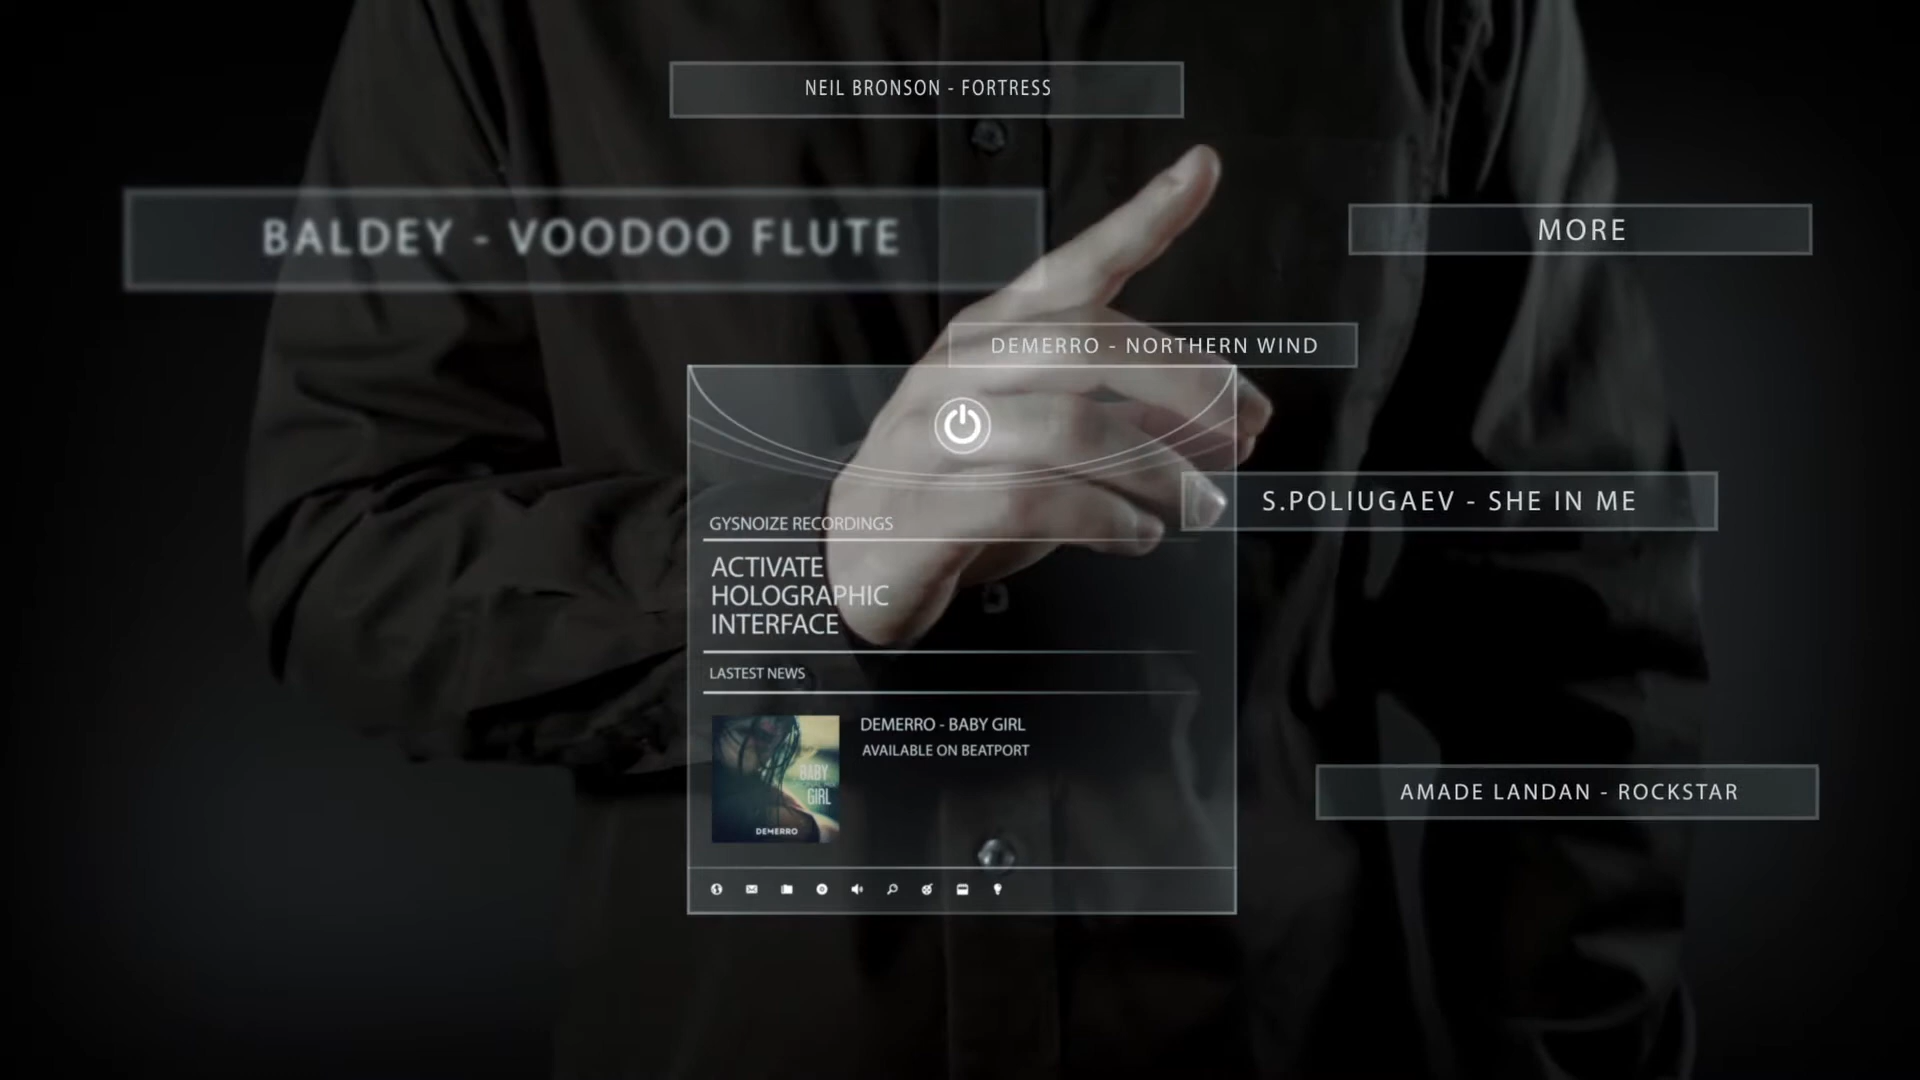 NEIL BRONSON - FORTRESS
BALDEY - VOODOO FLUTE
MORE
DEMERRO - NORTHERN WIND
S.POLIUGAEV - SHE IN ME
GYSNOIZE RECORDINGS
ACTIVATE
HOLOGRAPHIC
INTERFACE
LASTEST NEWS
DEMERRO - BABY GIRL
AVAILABLE ON BEATPORT
BABY
GIRL
DEMERRO
AMADE LANDAN - ROCKSTAR